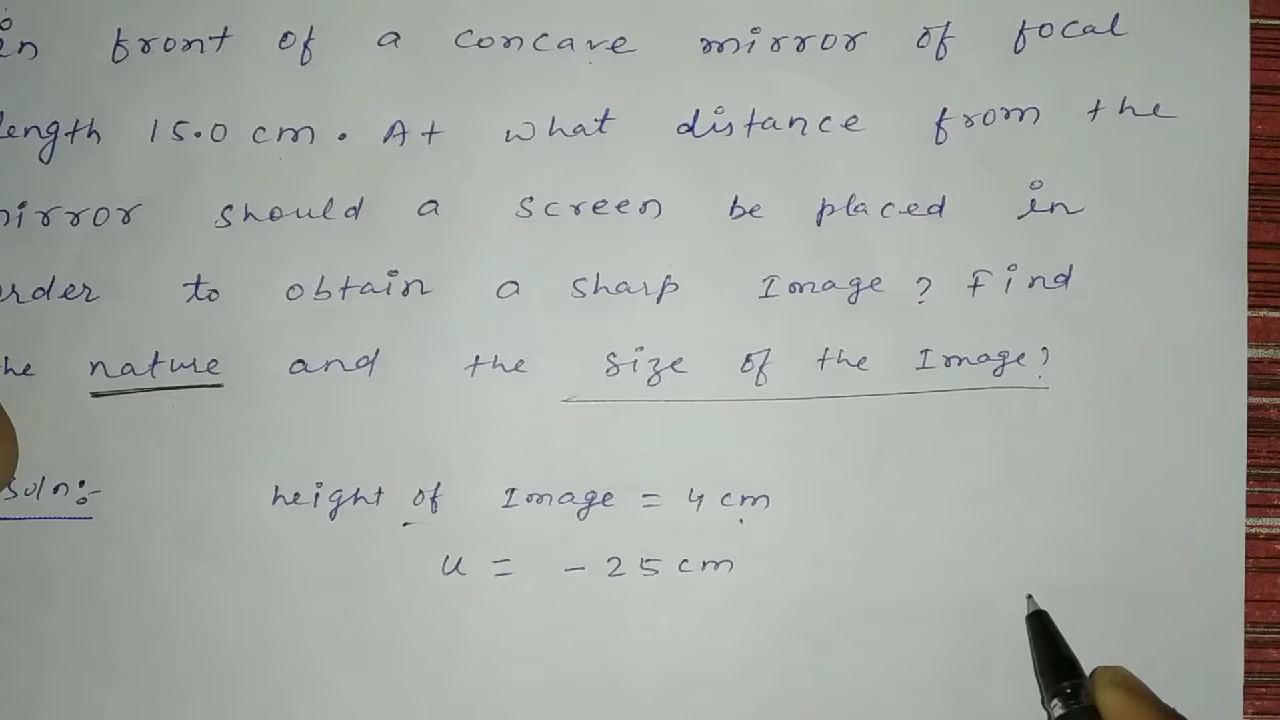 in front of a concave mirror of focal
length 15.0 cm. At what distance from the
mirror should a screen be placed in
order to obtain a sharp Image? Find
the nature and the size of the Image?
Soln:-
height of Image = 4 cm
u = - 25 cm